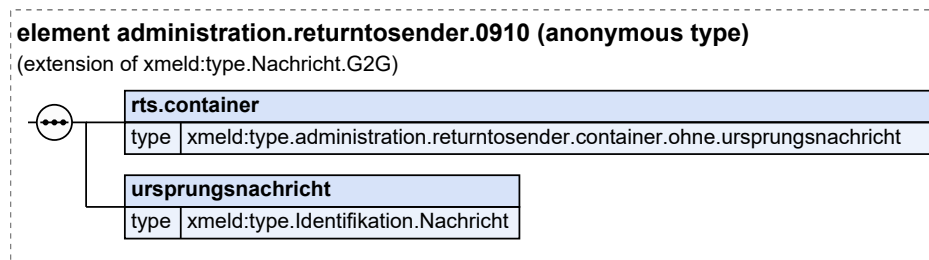 element administration.returntosender.0910 (anonymous type)
(extension of xmeld:type.Nachricht.G2G)
rts.container
type xmeld:type.administration.returntosender.container.ohne.ursprungsnachricht
ursprungsnachricht
type xmeld:type.Identifikation.Nachricht